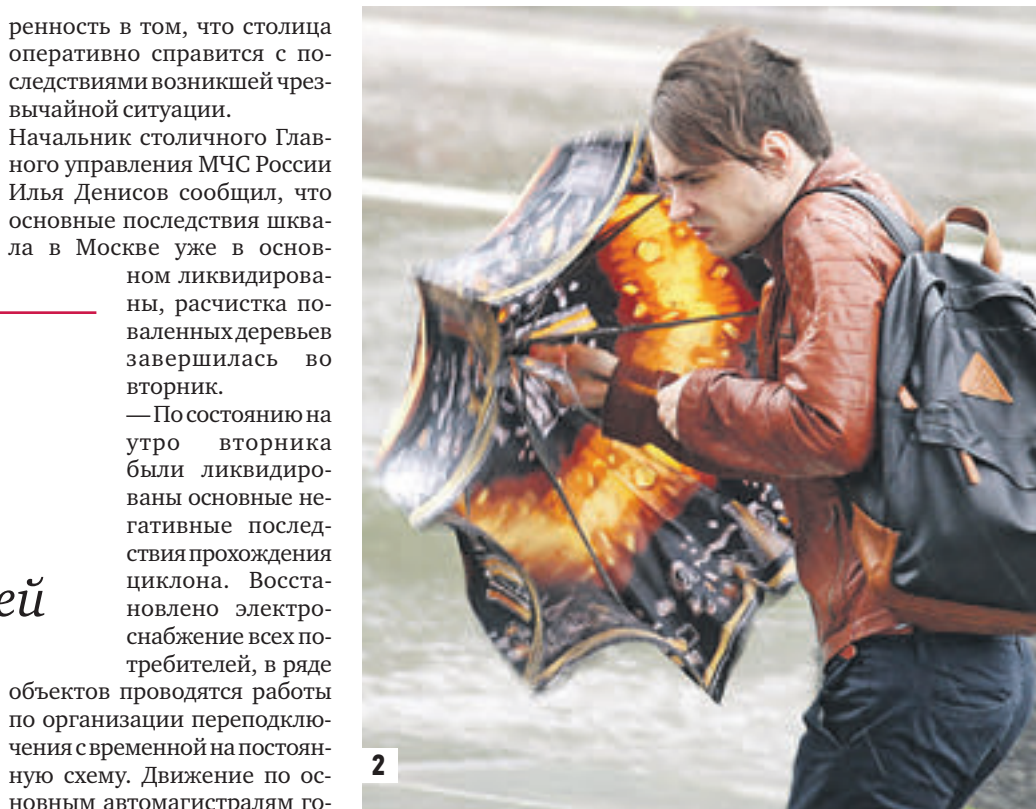 ренность в том, что столица
оперативно справится с по-
следствиями возникшей чрез-
вычайной ситуации.
Начальник столичного Глав-
ного управления МЧС России
Илья Денисов сообщил, что
основные последствия шква-
ла в Москве уже в основ-
ном ликвидирова-
ны, расчистка по-
валенных деревьев
завершилась во
вторник.
— По состоянию на
утро вторника
были ликвидиро-
ваны основные не-
гативные послед-
ствия прохождения
циклона. Восста-
новлено электро-
снабжение всех по-
требителей, в ряде
объектов проводятся работы
по организации переподклю-
чения с временной на постоян-
ную схему. Движение по ос-
новным автомагистралям го-
ей
2